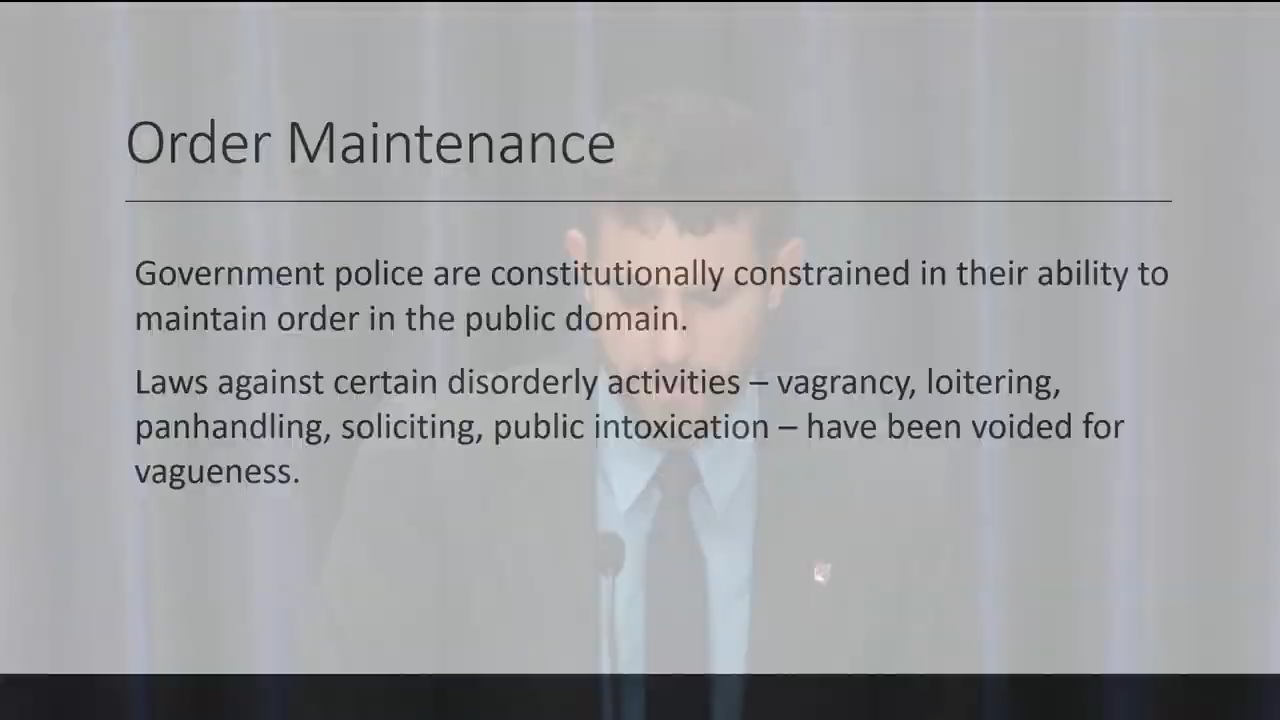 Order Maintenance
Government police are constitutionally constrained in their ability to
maintain order in the public domain.
Laws against certain disorderly activities – vagrancy, loitering,
panhandling, soliciting, public intoxication – have been voided for
vagueness.